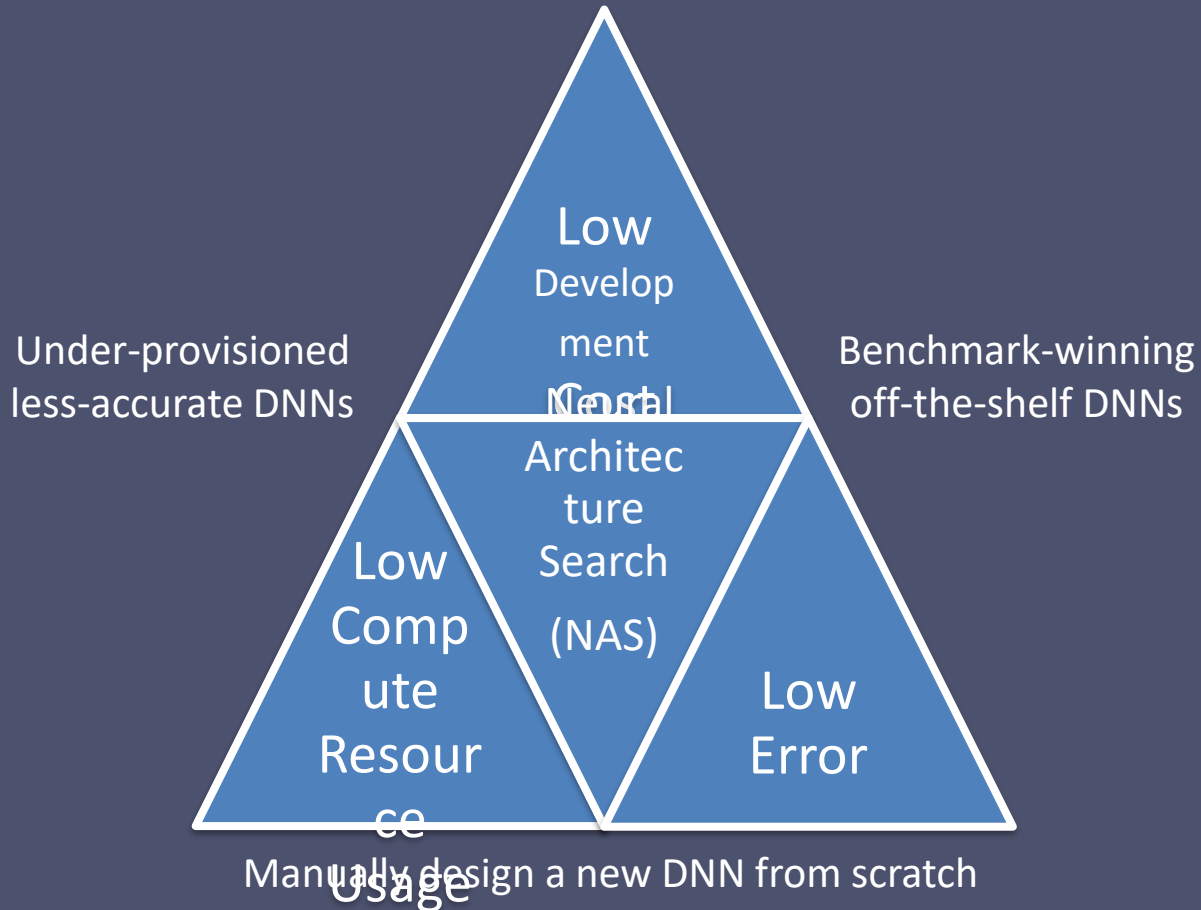 Low
Develop
ment
Cost
Under-provisioned
less-accurate DNNs
Benchmark-winning
off-the-shelf DNNs
Neural
Architec
ture
Search
(NAS)
Low
Comp
ute
Resour
ce
Usage
Low
Error
Manually design a new DNN from scratch